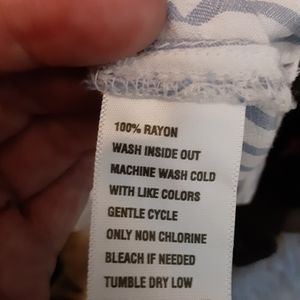 100% RAYON
WASH INSIDE OUT
MACHINE WASH COLD
WITH LIKE COLORS
GENTLE CYCLE
ONLY NON CHLORINE
BLEACH IF NEEDED
TUMBLE DRY LOW